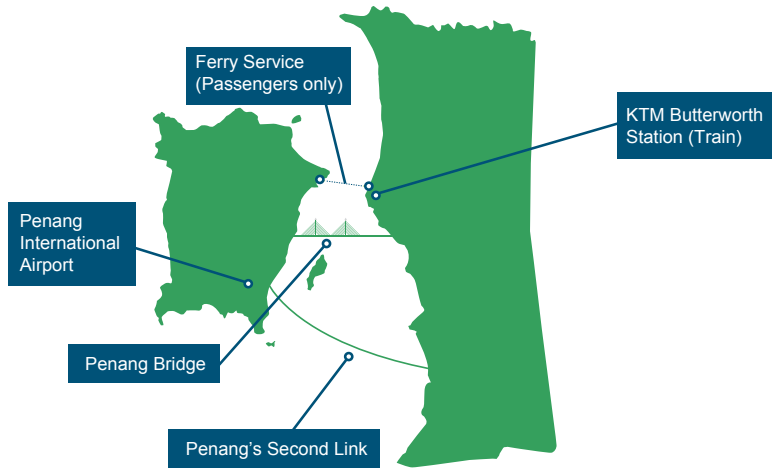 Ferry Service
(Passengers only)
KTM Butterworth
Station (Train)
Penang
International
Airport
Penang Bridge
Penang's Second Link